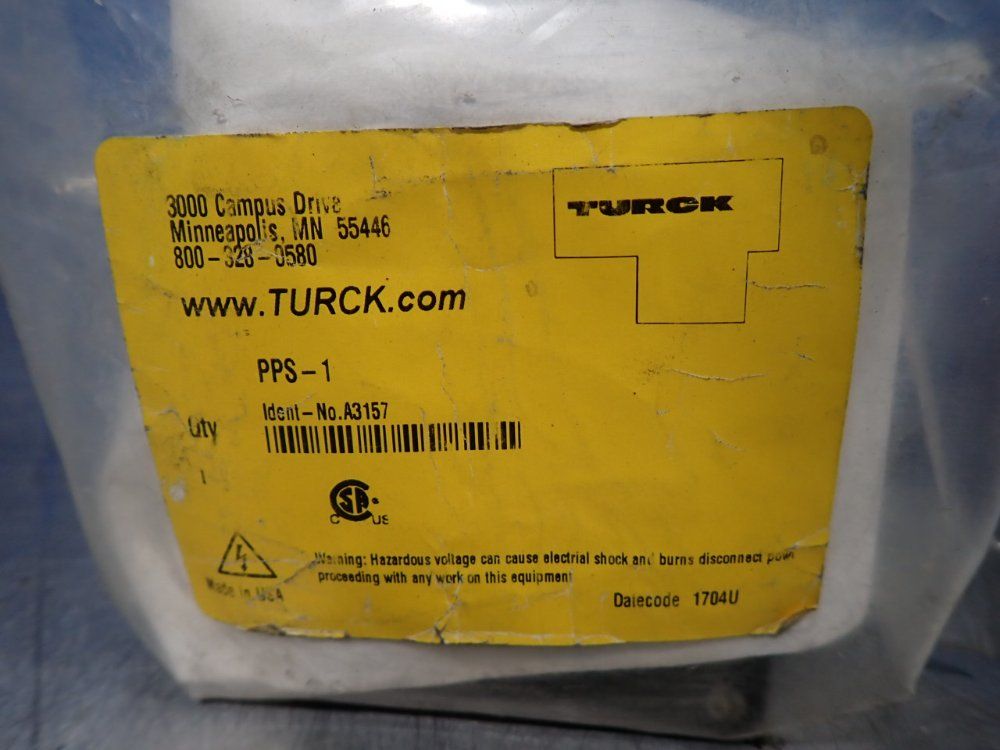 3000 Campus Drive
Minneapolis, MN 55446
800-328-0580
TURCK
www.TURCK.com
PPS-1
Ident-No.A3157
Qty
1
CSA
C US
Warning: Hazardous voltage can cause electrial shock and burns disconnect
proceeding with any work on this equipment
Made in USA
Datecode 1704U